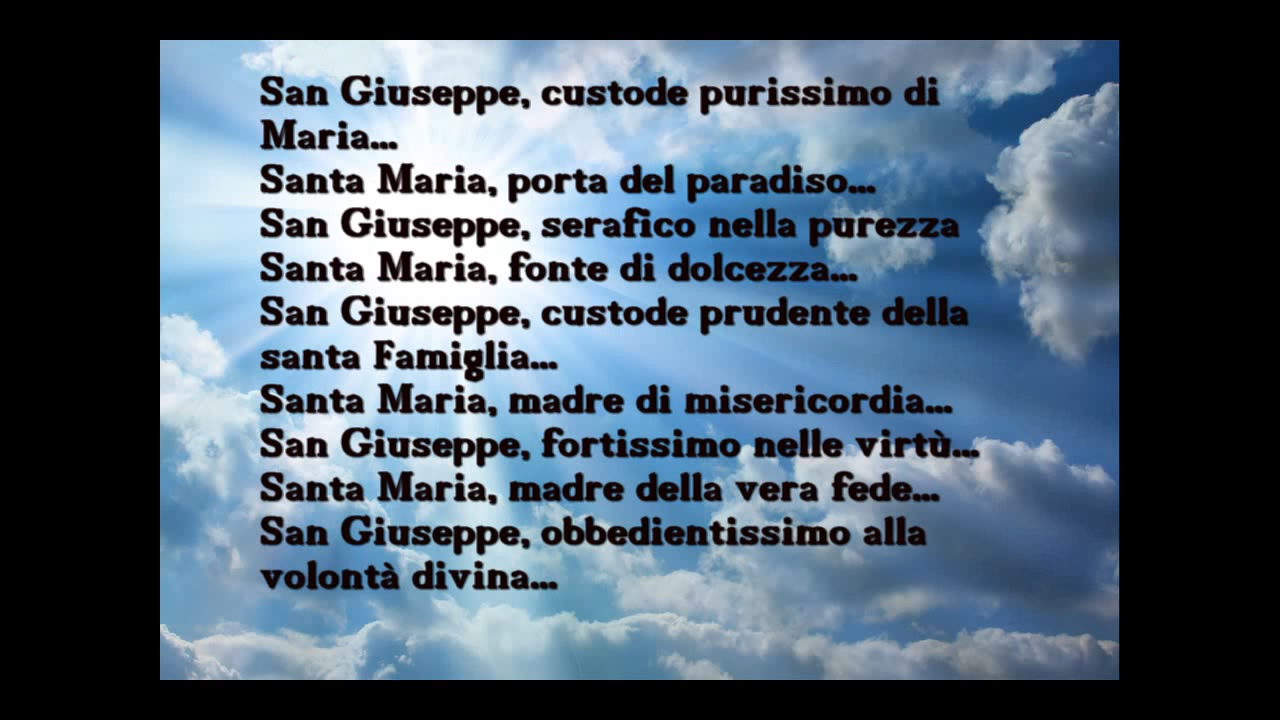 San Giuseppe, custode purissimo di
Maria...
Santa Maria, porta del paradiso...
San Giuseppe, serafico nella purezza
Santa Maria, fonte di dolcezza...
San Giuseppe, custode prudente della
santa Famiglia...
Santa Maria, madre di misericordia...
San Giuseppe, fortissimo nelle virtù...
Santa Maria, madre della vera fede...
San Giuseppe, obbedientissimo alla
volontà divina...